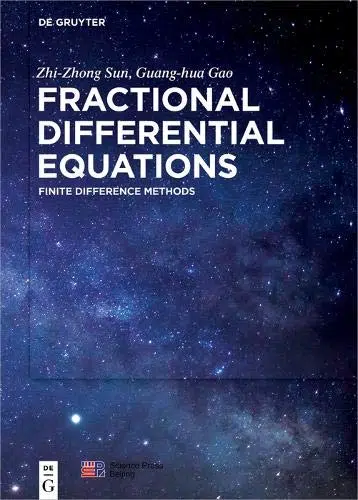 DE GRUYTER
Zhi-Zhong Sun, Guang-hua Gao
FRACTIONAL
DIFFERENTIAL
EQUATIONS
FINITE DIFFERENCE METHODS
DE
G
Science Press
Beijing